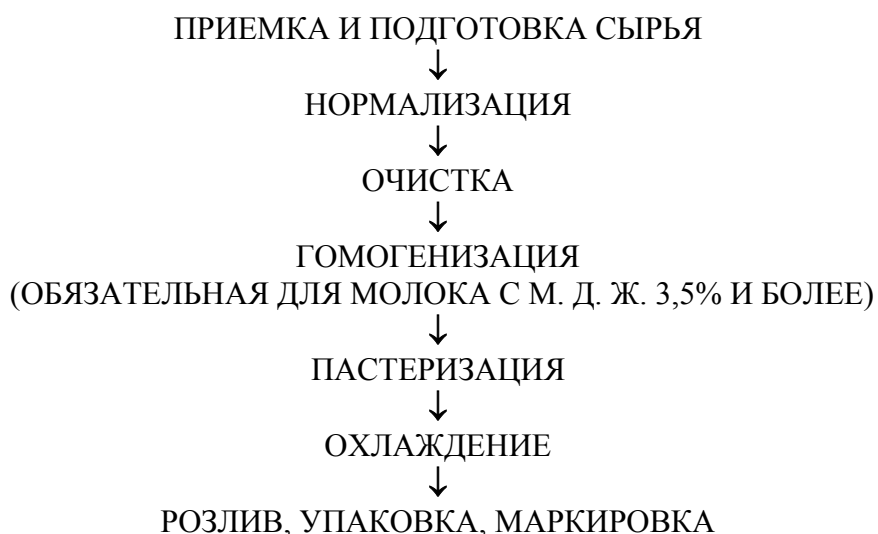 ПРИЕМКА И ПОДГОТОВКА СЫРЬЯ
↓
НОРМАЛИЗАЦИЯ
↓
ОЧИСТКА
↓
ГОМОГЕНИЗАЦИЯ
(ОБЯЗАТЕЛЬНАЯ ДЛЯ МОЛОКА С М. Д. Ж. 3,5% И БОЛЕЕ)
↓
ПАСТЕРИЗАЦИЯ
↓
ОХЛАЖДЕНИЕ
↓
РОЗЛИВ, УПАКОВКА, МАРКИРОВКА